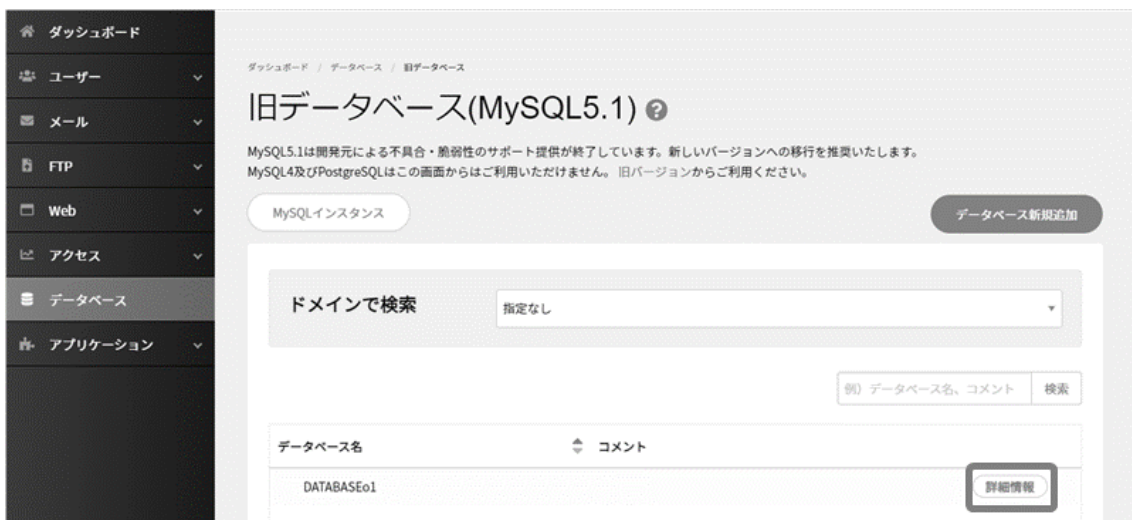 ダッシュボード
ユーザー
メール
FTP
Web
アクセス
データベース
アプリケーション
ダッシュボード / データベース / 旧データベース
旧データベース(MySQL5.1) ?
MySQL5.1は開発元による不具合・脆弱性のサポート提供が終了しています。新しいバージョンへの移行を推奨いたします。
MySQL4及びPostgreSQLはこの画面からはご利用いただけません。旧バージョンからご利用ください。
MySQLインスタンス
データベース新規追加
ドメインで検索
指定なし
例）データベース名、コメント
検索
データベース名
コメント
DATABASEo1
詳細情報